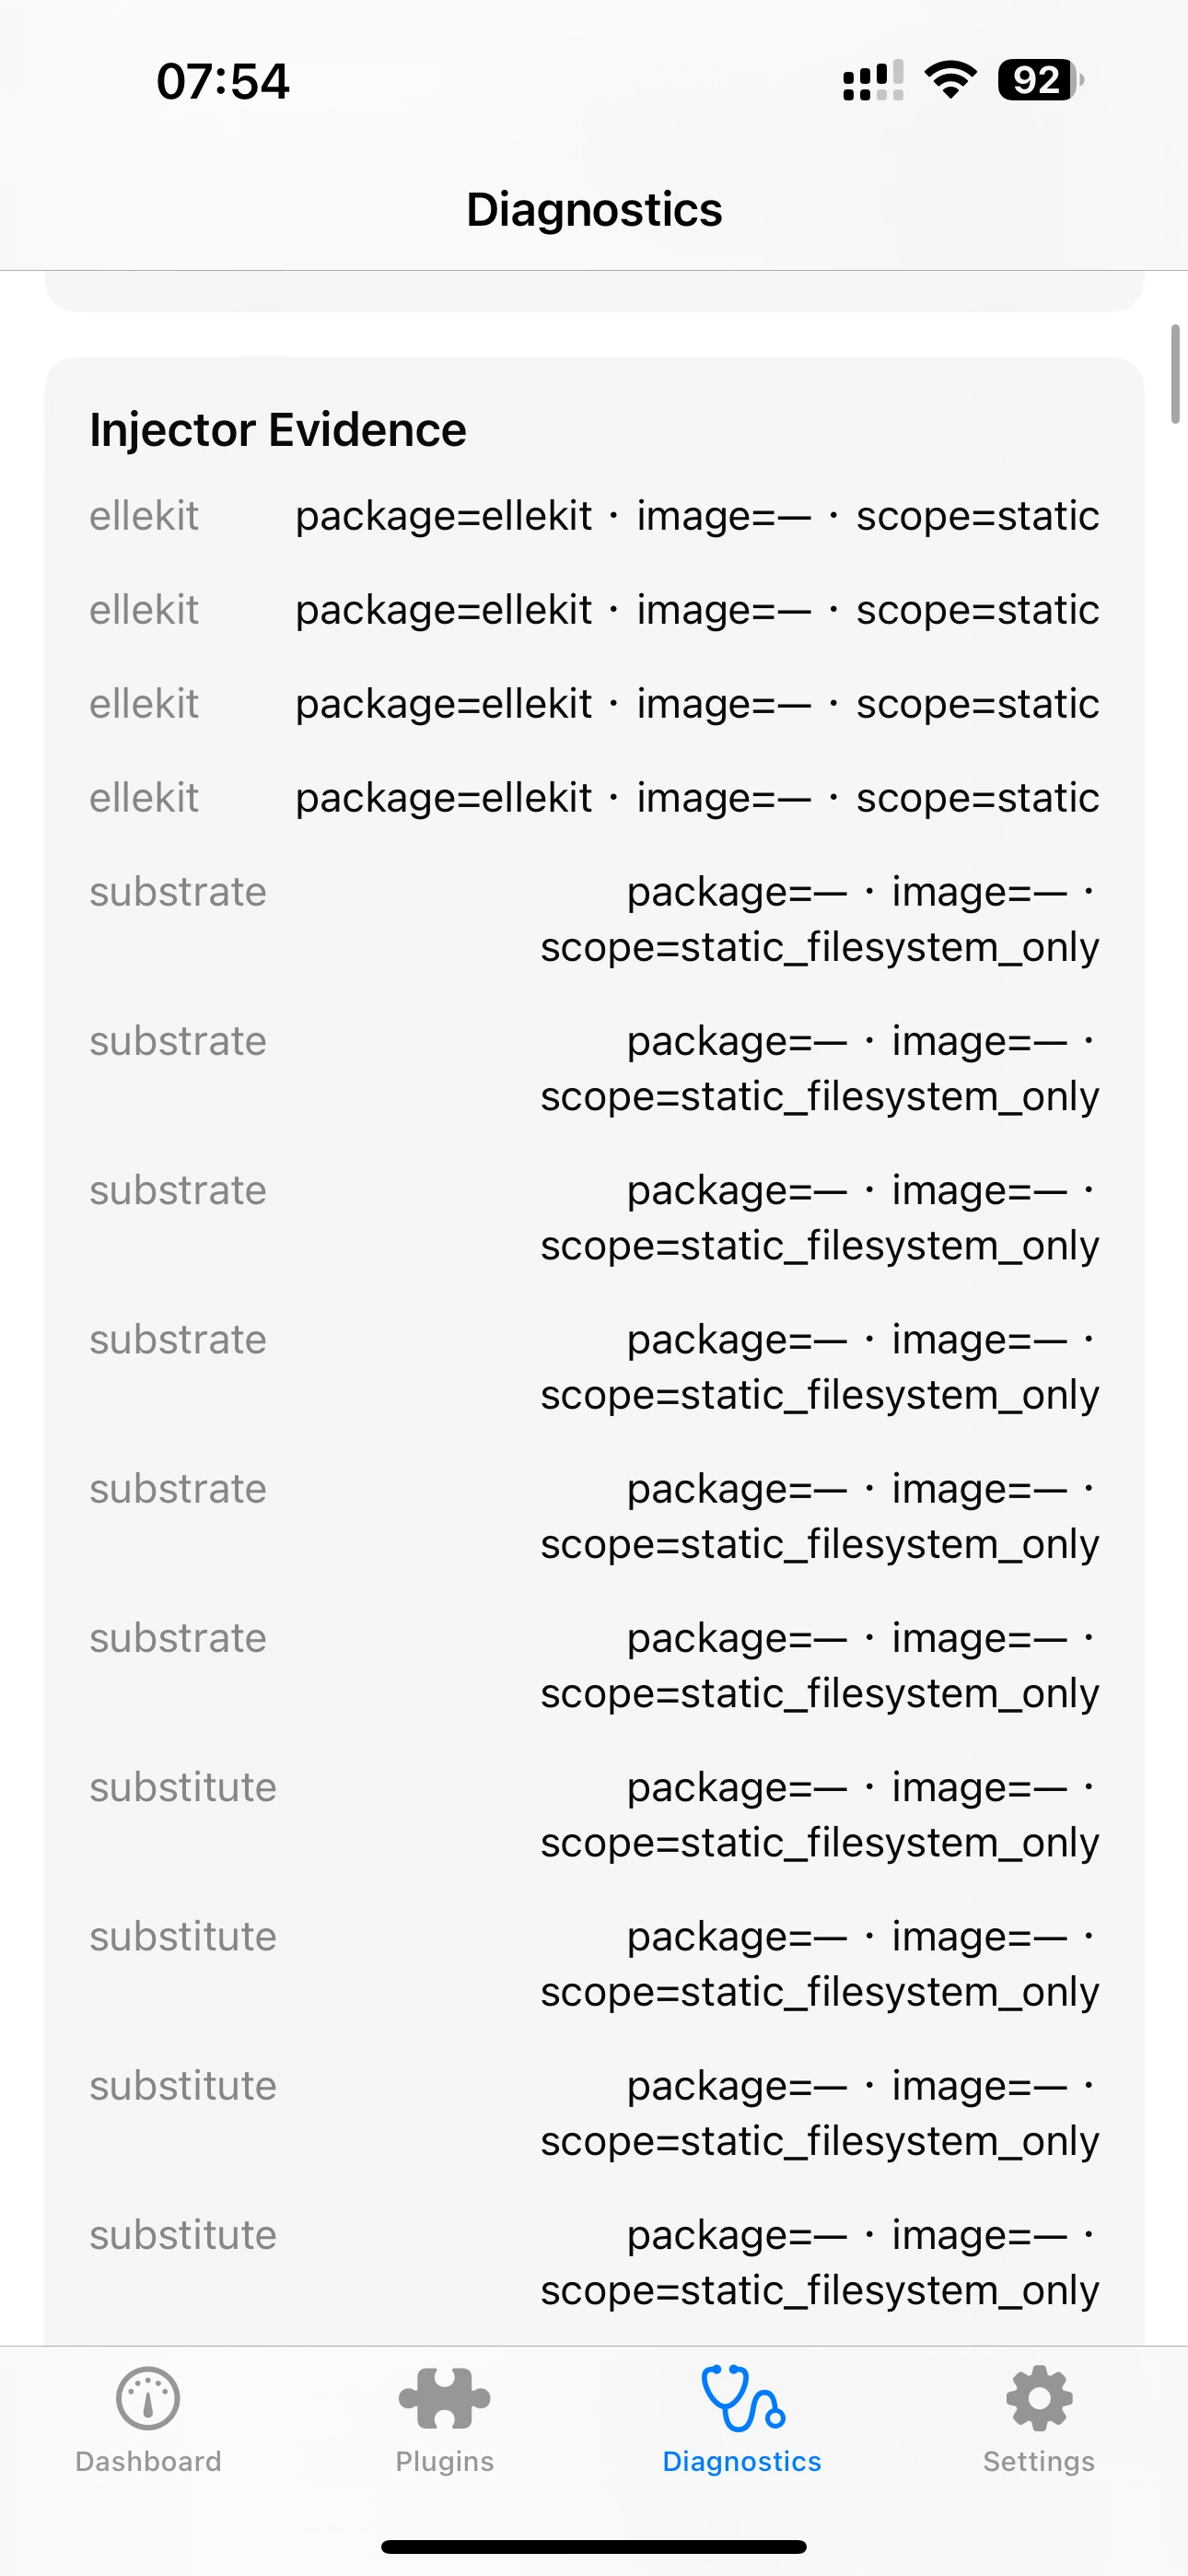 07:54
92
Diagnostics
Injector Evidence
ellekit package=ellekit · image=— · scope=static
ellekit package=ellekit · image=— · scope=static
ellekit package=ellekit · image=— · scope=static
ellekit package=ellekit · image=— · scope=static
substrate package=— · image=— ·
scope=static_filesystem_only
substrate package=— · image=— ·
scope=static_filesystem_only
substrate package=— · image=— ·
scope=static_filesystem_only
substrate package=— · image=— ·
scope=static_filesystem_only
substrate package=— · image=— ·
scope=static_filesystem_only
substrate package=— · image=— ·
scope=static_filesystem_only
substitute package=— · image=— ·
scope=static_filesystem_only
substitute package=— · image=— ·
scope=static_filesystem_only
substitute package=— · image=— ·
scope=static_filesystem_only
substitute package=— · image=— ·
scope=static_filesystem_only
Dashboard Plugins Diagnostics Settings